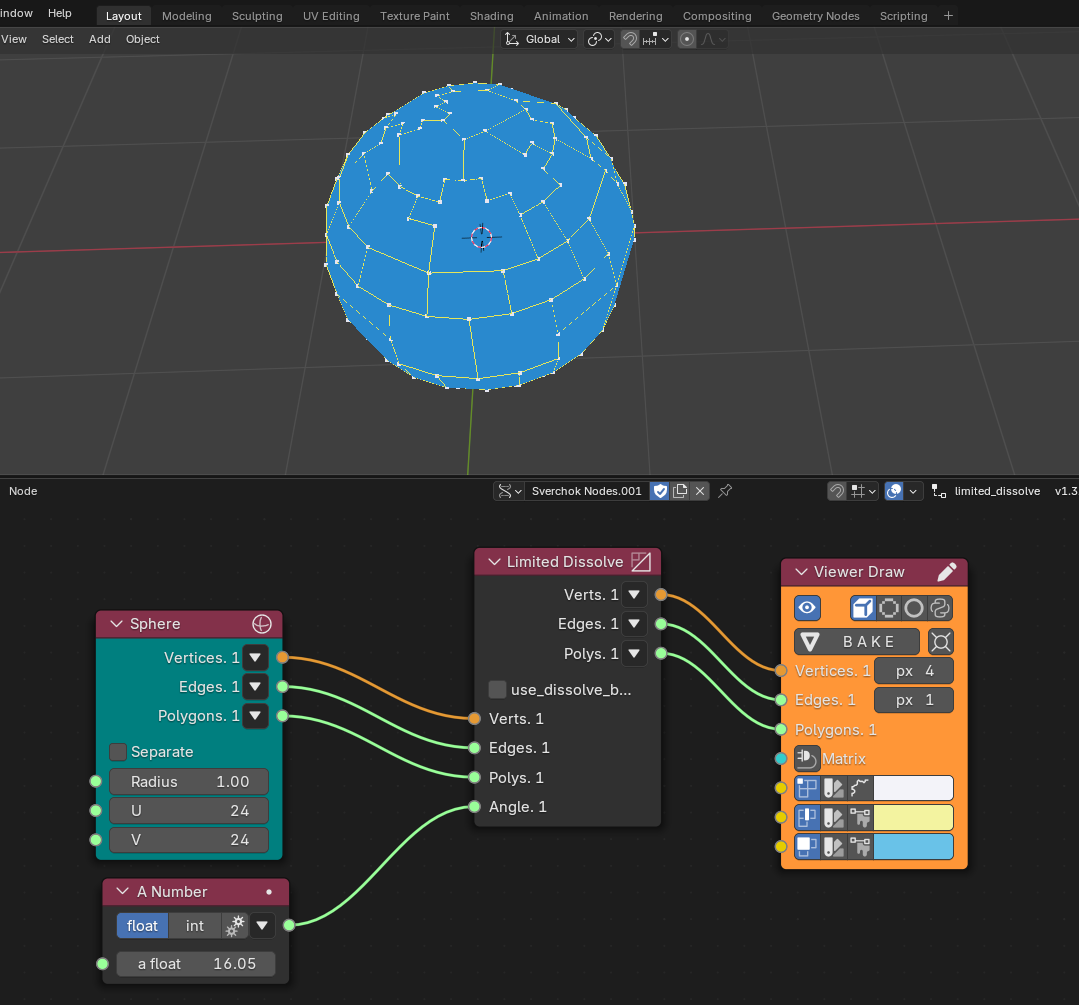 indow Help Layout Modeling Sculpting UV Editing Texture Paint Shading Animation Rendering Compositing Geometry Nodes Scripting +
View Select Add Object Global
Node Sverchok Nodes.001 limited_dissolve v1.3
Limited Dissolve
Verts. 1
Edges. 1
Polys. 1
use_dissolve_b...
Verts. 1
Edges. 1
Polys. 1
Angle. 1
Viewer Draw
BAKE
Vertices. 1 px 4
Edges. 1 px 1
Polygons. 1
Matrix
Sphere
Vertices. 1
Edges. 1
Polygons. 1
Separate
Radius 1.00
U 24
V 24
A Number
float int
a float 16.05